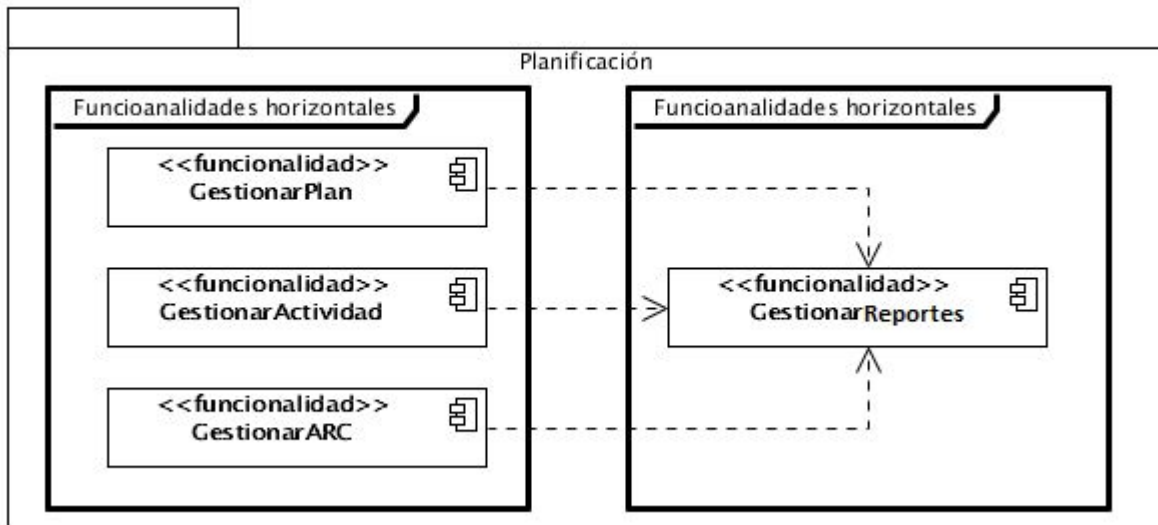 Planificación
Funcioanalidades horizontales
<<funcionalidad>>
GestionarPlan
<<funcionalidad>>
GestionarActividad
<<funcionalidad>>
GestionarARC
Funcioanalidades horizontales
<<funcionalidad>>
GestionarReportes